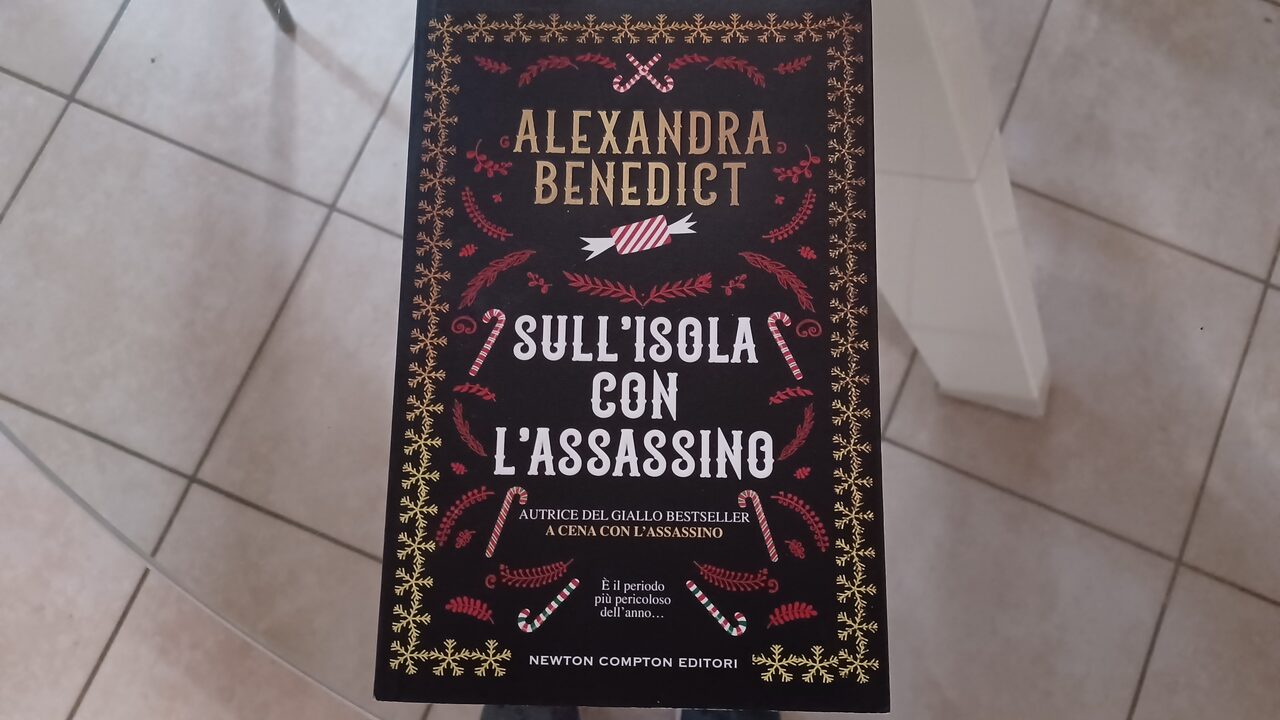 ALEXANDRA
BENEDICT
SULL'ISOLA
CON
L'ASSASSINO
AUTRICE DEL GIALLO BESTSELLER
A CENA CON L'ASSASSINO
È il periodo
più pericoloso
dell'anno...
NEWTON COMPTON EDITORI